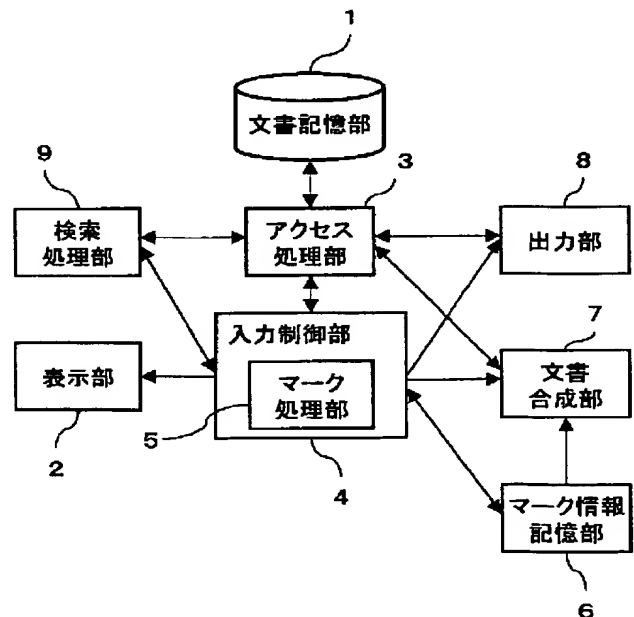 1
文書記憶部
9
3
8
検索
処理部
アクセス
処理部
出力部
入力制御部
7
表示部
マーク
処理部
文書
合成部
5
2
4
マーク情報
記憶部
6